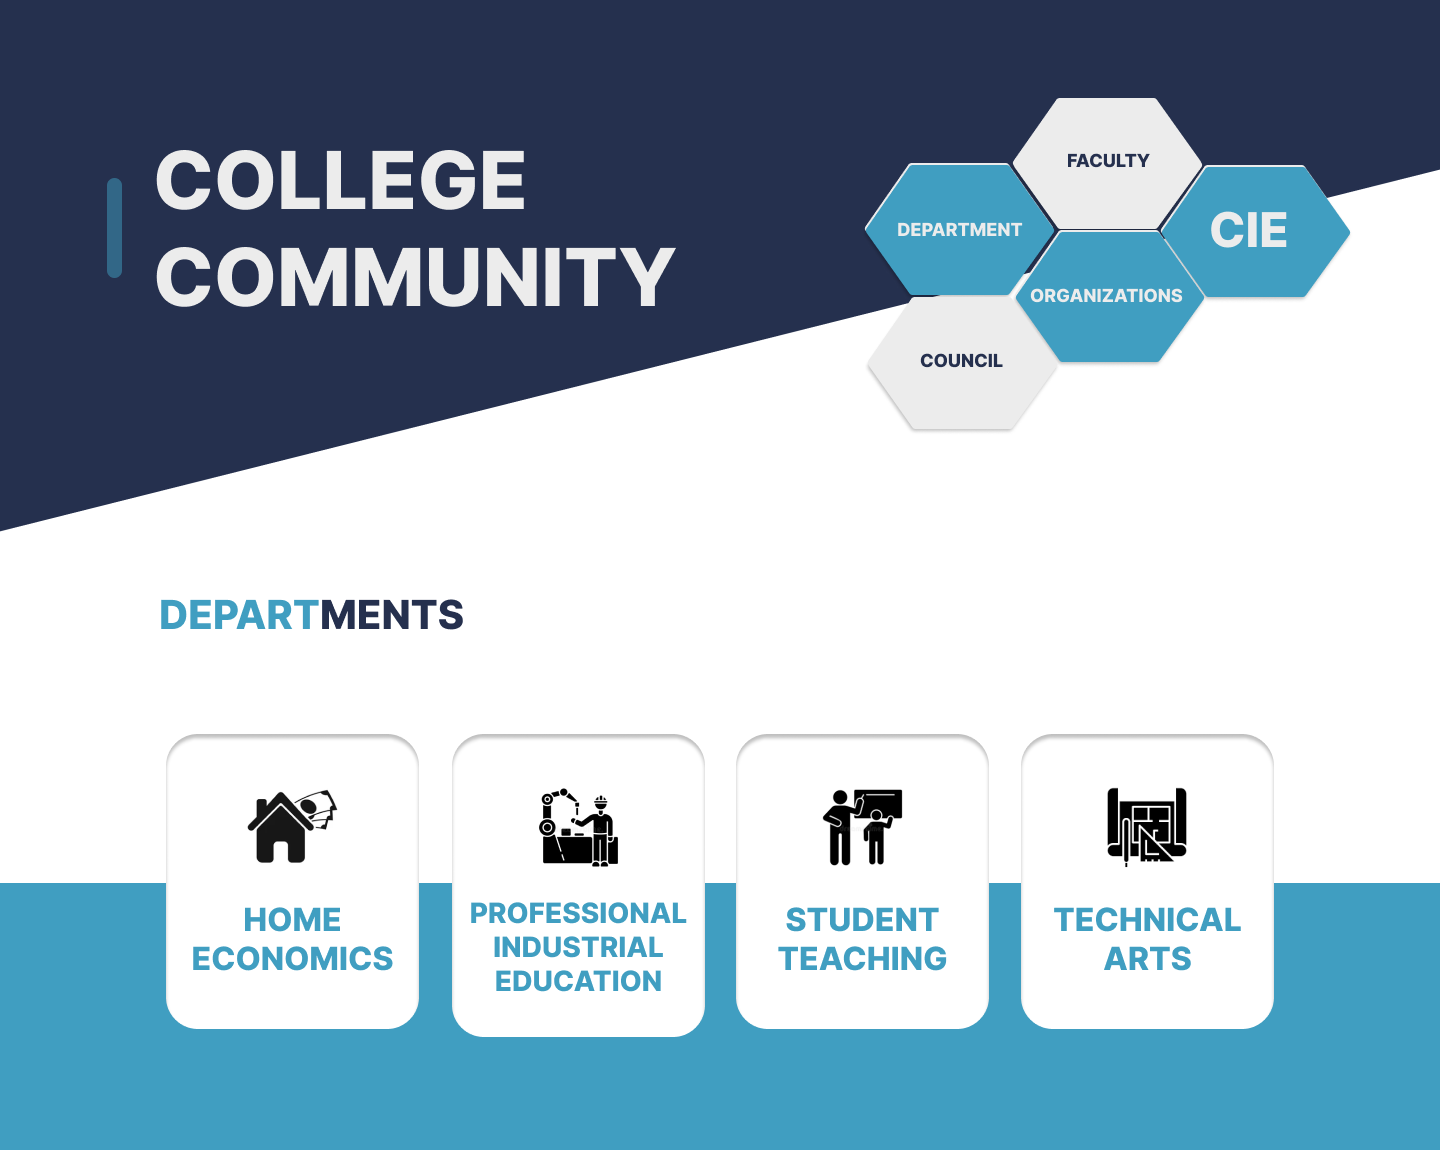 COLLEGE
COMMUNITY
FACULTY
DEPARTMENT
CIE
ORGANIZATIONS
COUNCIL
DEPARTMENTS
HOME
ECONOMICS
PROFESSIONAL
INDUSTRIAL
EDUCATION
STUDENT
TEACHING
TECHNICAL
ARTS